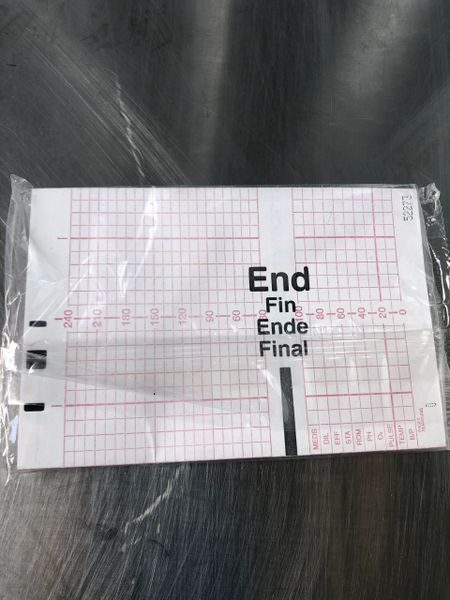 52273
End
Fin
Ende
Final
240 210 180 150 120 90 60 100 80 60 40 20 0
MEDS
DIL
EFF
STA
ROM
PH
O₂
PULSE
TEMP
B/P